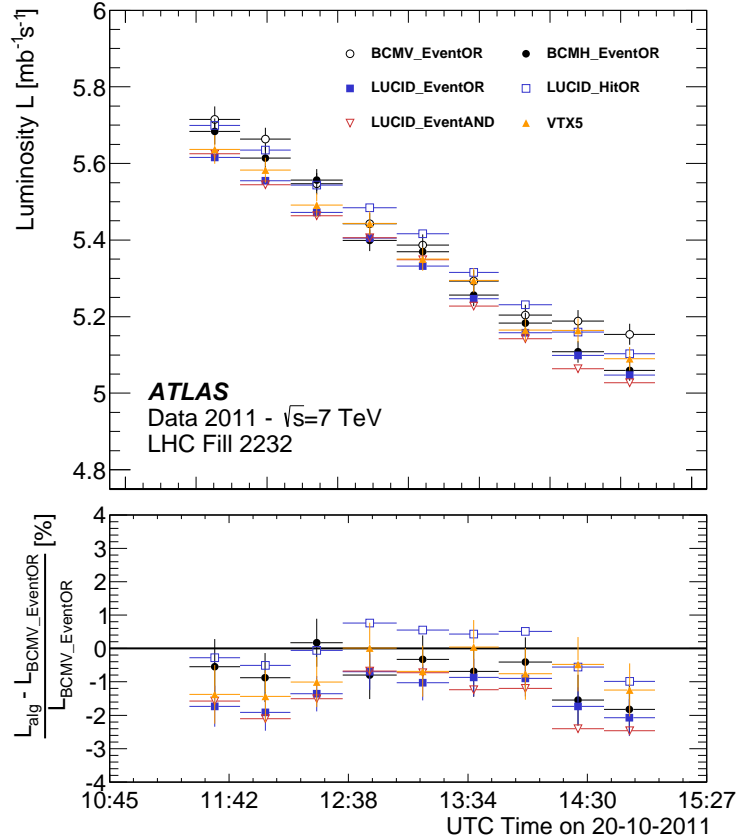 Luminosity L [mb⁻¹s⁻¹]
6
5.8
5.6
5.4
5.2
5
4.8
BCMV_EventOR
BCMH_EventOR
LUCID_EventOR
LUCID_HitOR
LUCID_EventAND
VTX5
ATLAS
Data 2011 - √s=7 TeV
LHC Fill 2232
L_alg - L_BCMV_EventOR
L_BCMV_EventOR
[%]
4
3
2
1
0
-1
-2
-3
-4
10:45
11:42
12:38
13:34
14:30
15:27
UTC Time on 20-10-2011